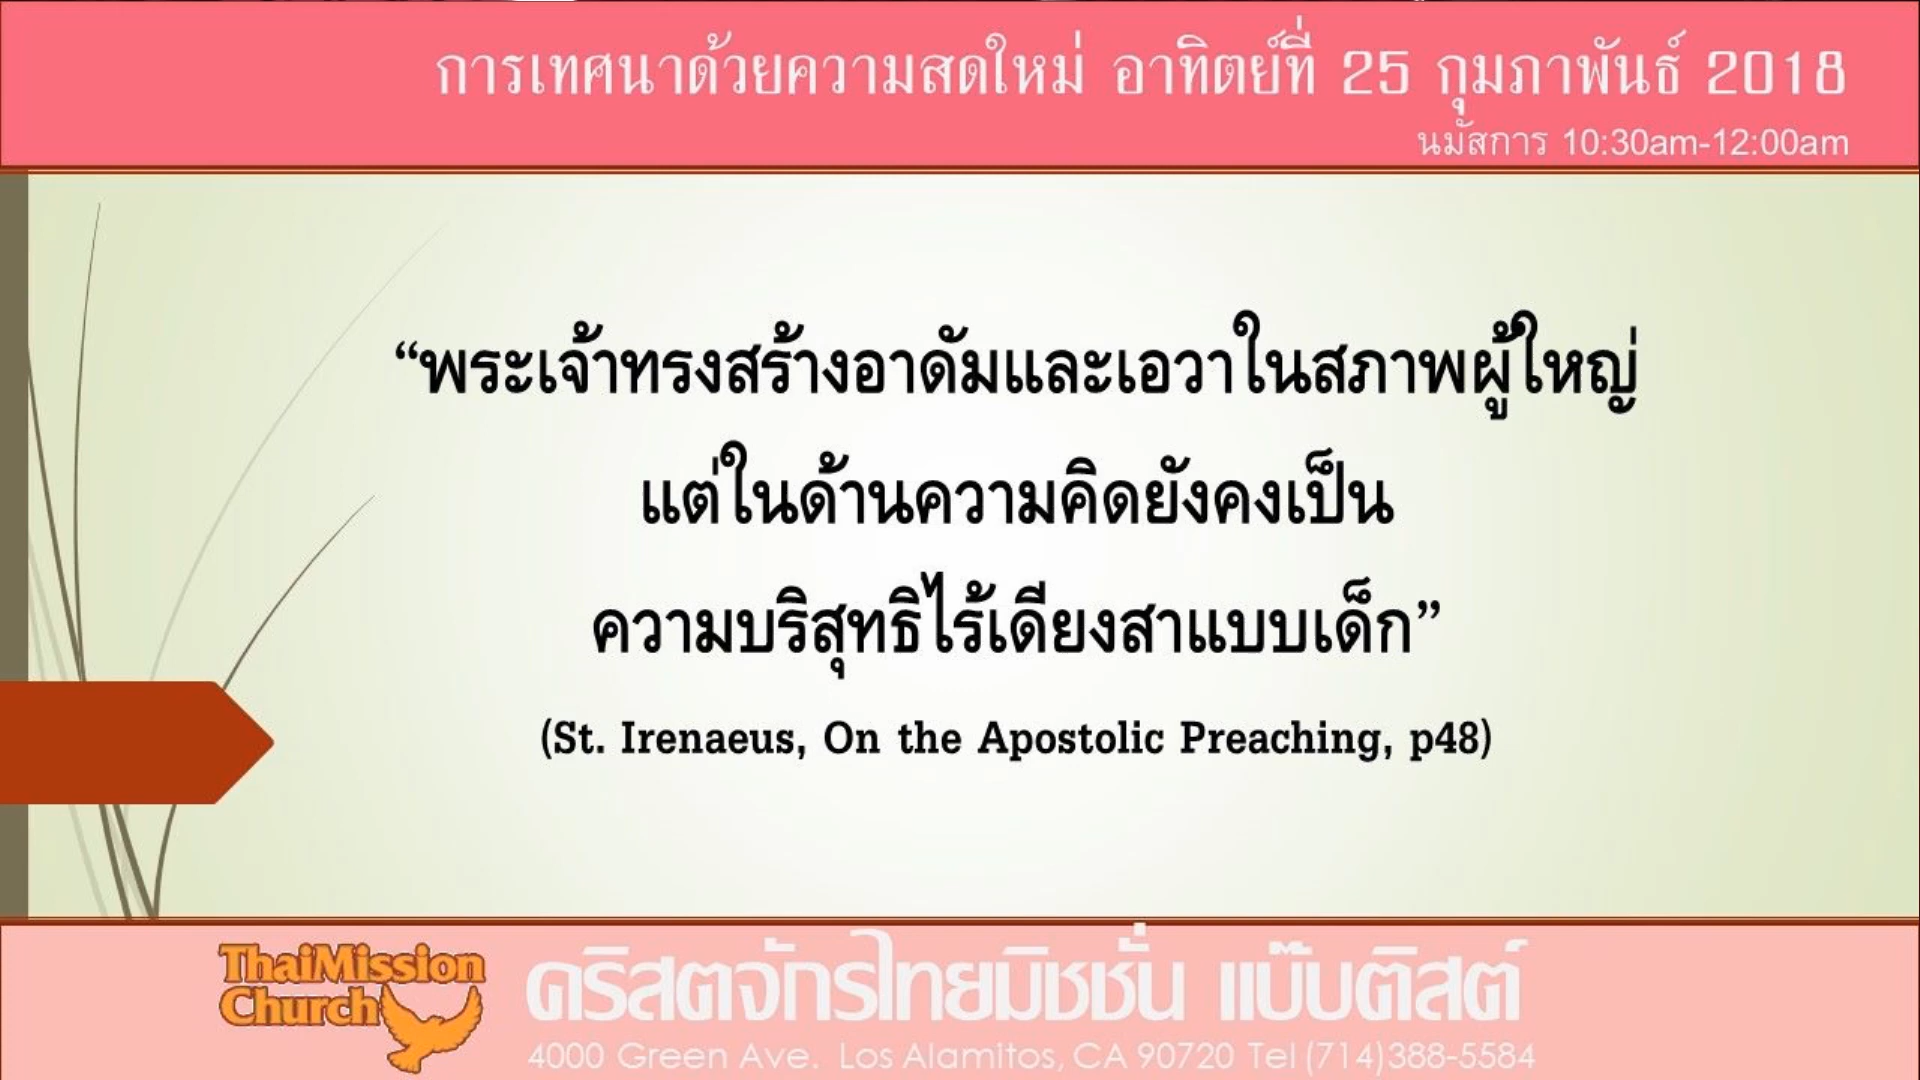 การเทศนาด้วยความสดใหม่ อาทิตย์ที่ 25 กุมภาพันธ์ 2018
นมัสการ 10:30am-12:00am
“พระเจ้าทรงสร้างอาดัมและเอวาในสภาพผู้ใหญ่
แต่ในด้านความคิดยังคงเป็น
ความบริสุทธิไร้เดียงสาแบบเด็ก”
(St. Irenaeus, On the Apostolic Preaching, p48)
ThaiMission
Church
คริสตจักรไทยมิชชั่น แบ๊บติสต์
4000 Green Ave. Los Alamitos, CA 90720 Tel (714)388-5584